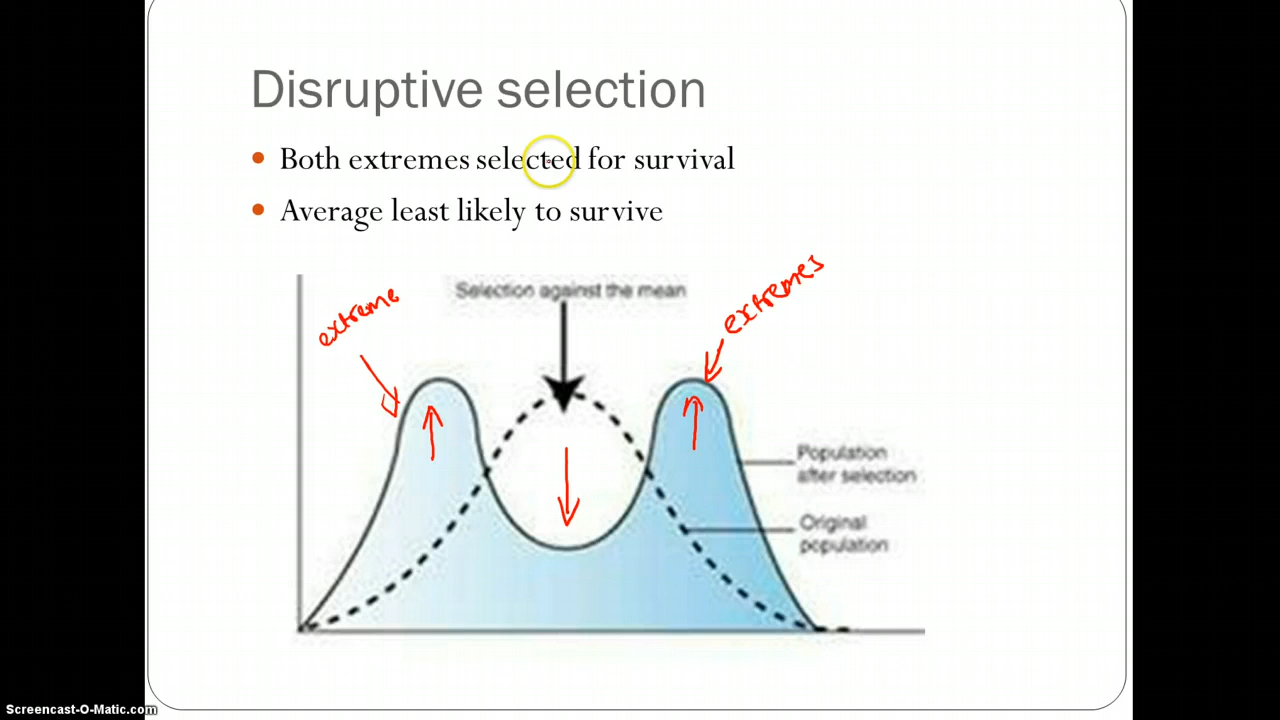 Disruptive selection
Both extremes selected for survival
Average least likely to survive
Selection against the mean
extreme
extremes
Population
after selection
Original
population
Screencast-O-Matic.com